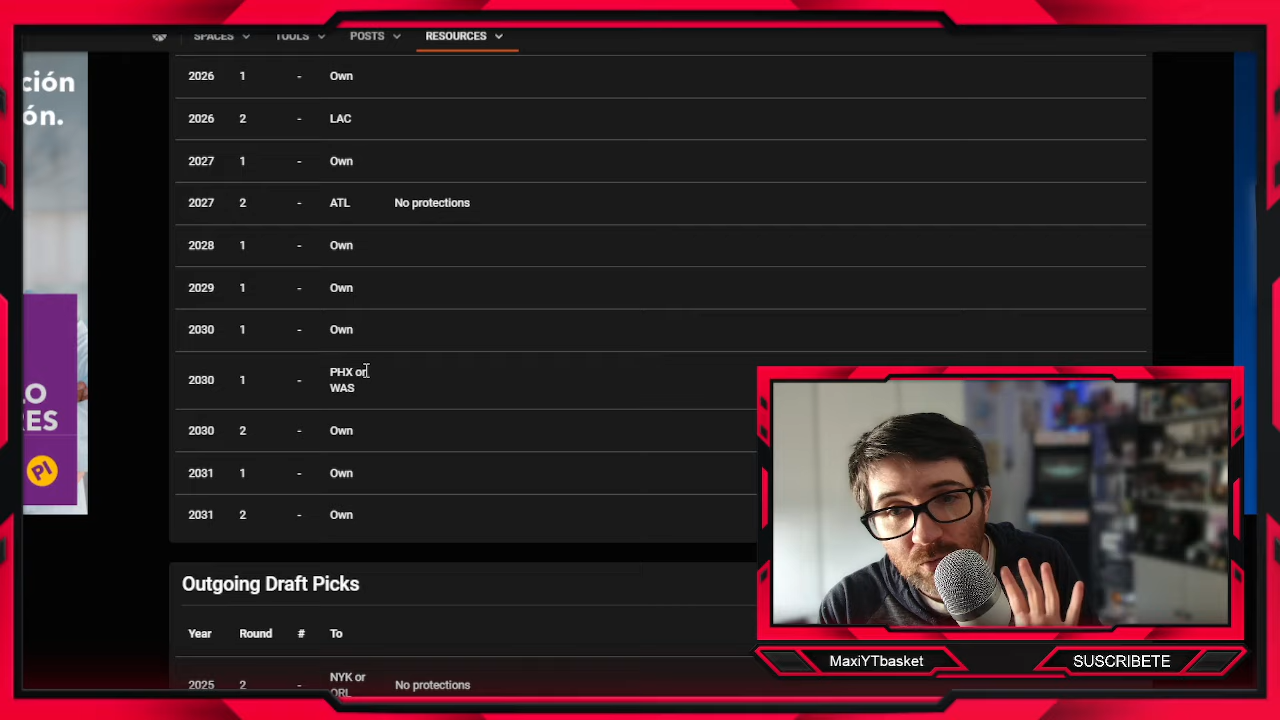 SPACES TOOLS POSTS RESOURCES
ción
ón.
2026 1 - Own
2026 2 - LAC
2027 1 - Own
2027 2 - ATL No protections
2028 1 - Own
2029 1 - Own
2030 1 - Own
2030 1 - PHX or
WAS
2030 2 - Own
2031 1 - Own
2031 2 - Own
LO
RES
PI
Outgoing Draft Picks
Year Round # To
2025 2 - NYK or
ORL No protections
MaxiYTbasket
SUSCRIBETE